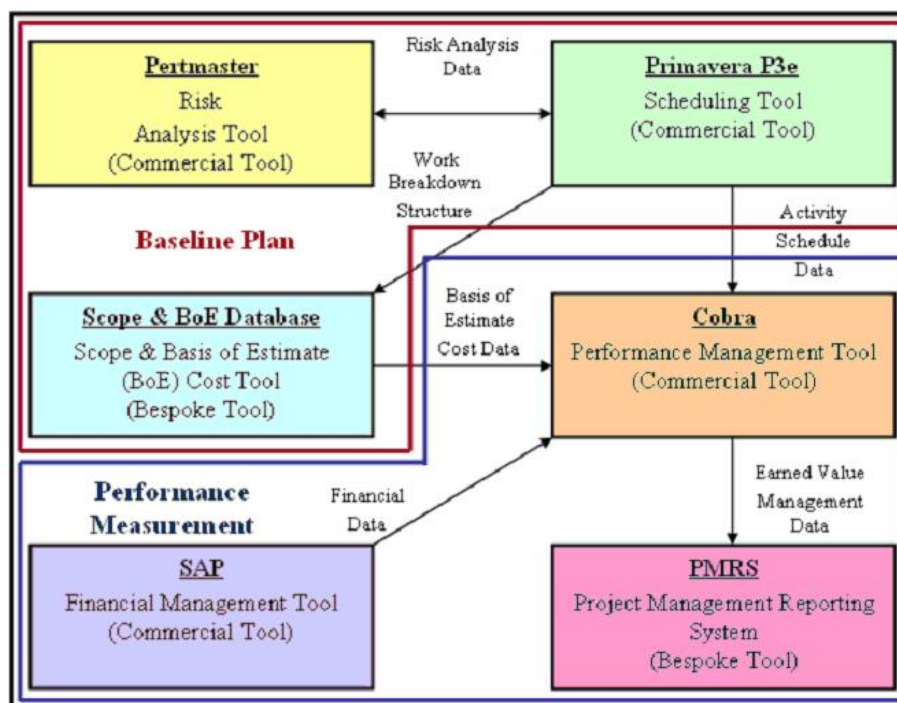 Pertmaster
Risk
Analysis Tool
(Commercial Tool)
Risk Analysis
Data
Primavera P3e
Scheduling Tool
(Commercial Tool)
Work
Breakdown
Structure
Activity
Schedule
Data
Baseline Plan
Scope & BoE Database
Scope & Basis of Estimate
(BoE) Cost Tool
(Bespoke Tool)
Basis of
Estimate
Cost Data
Cobra
Performance Management Tool
(Commercial Tool)
Performance
Measurement
Financial
Data
Earned Value
Management
Data
SAP
Financial Management Tool
(Commercial Tool)
PMRS
Project Management Reporting
System
(Bespoke Tool)